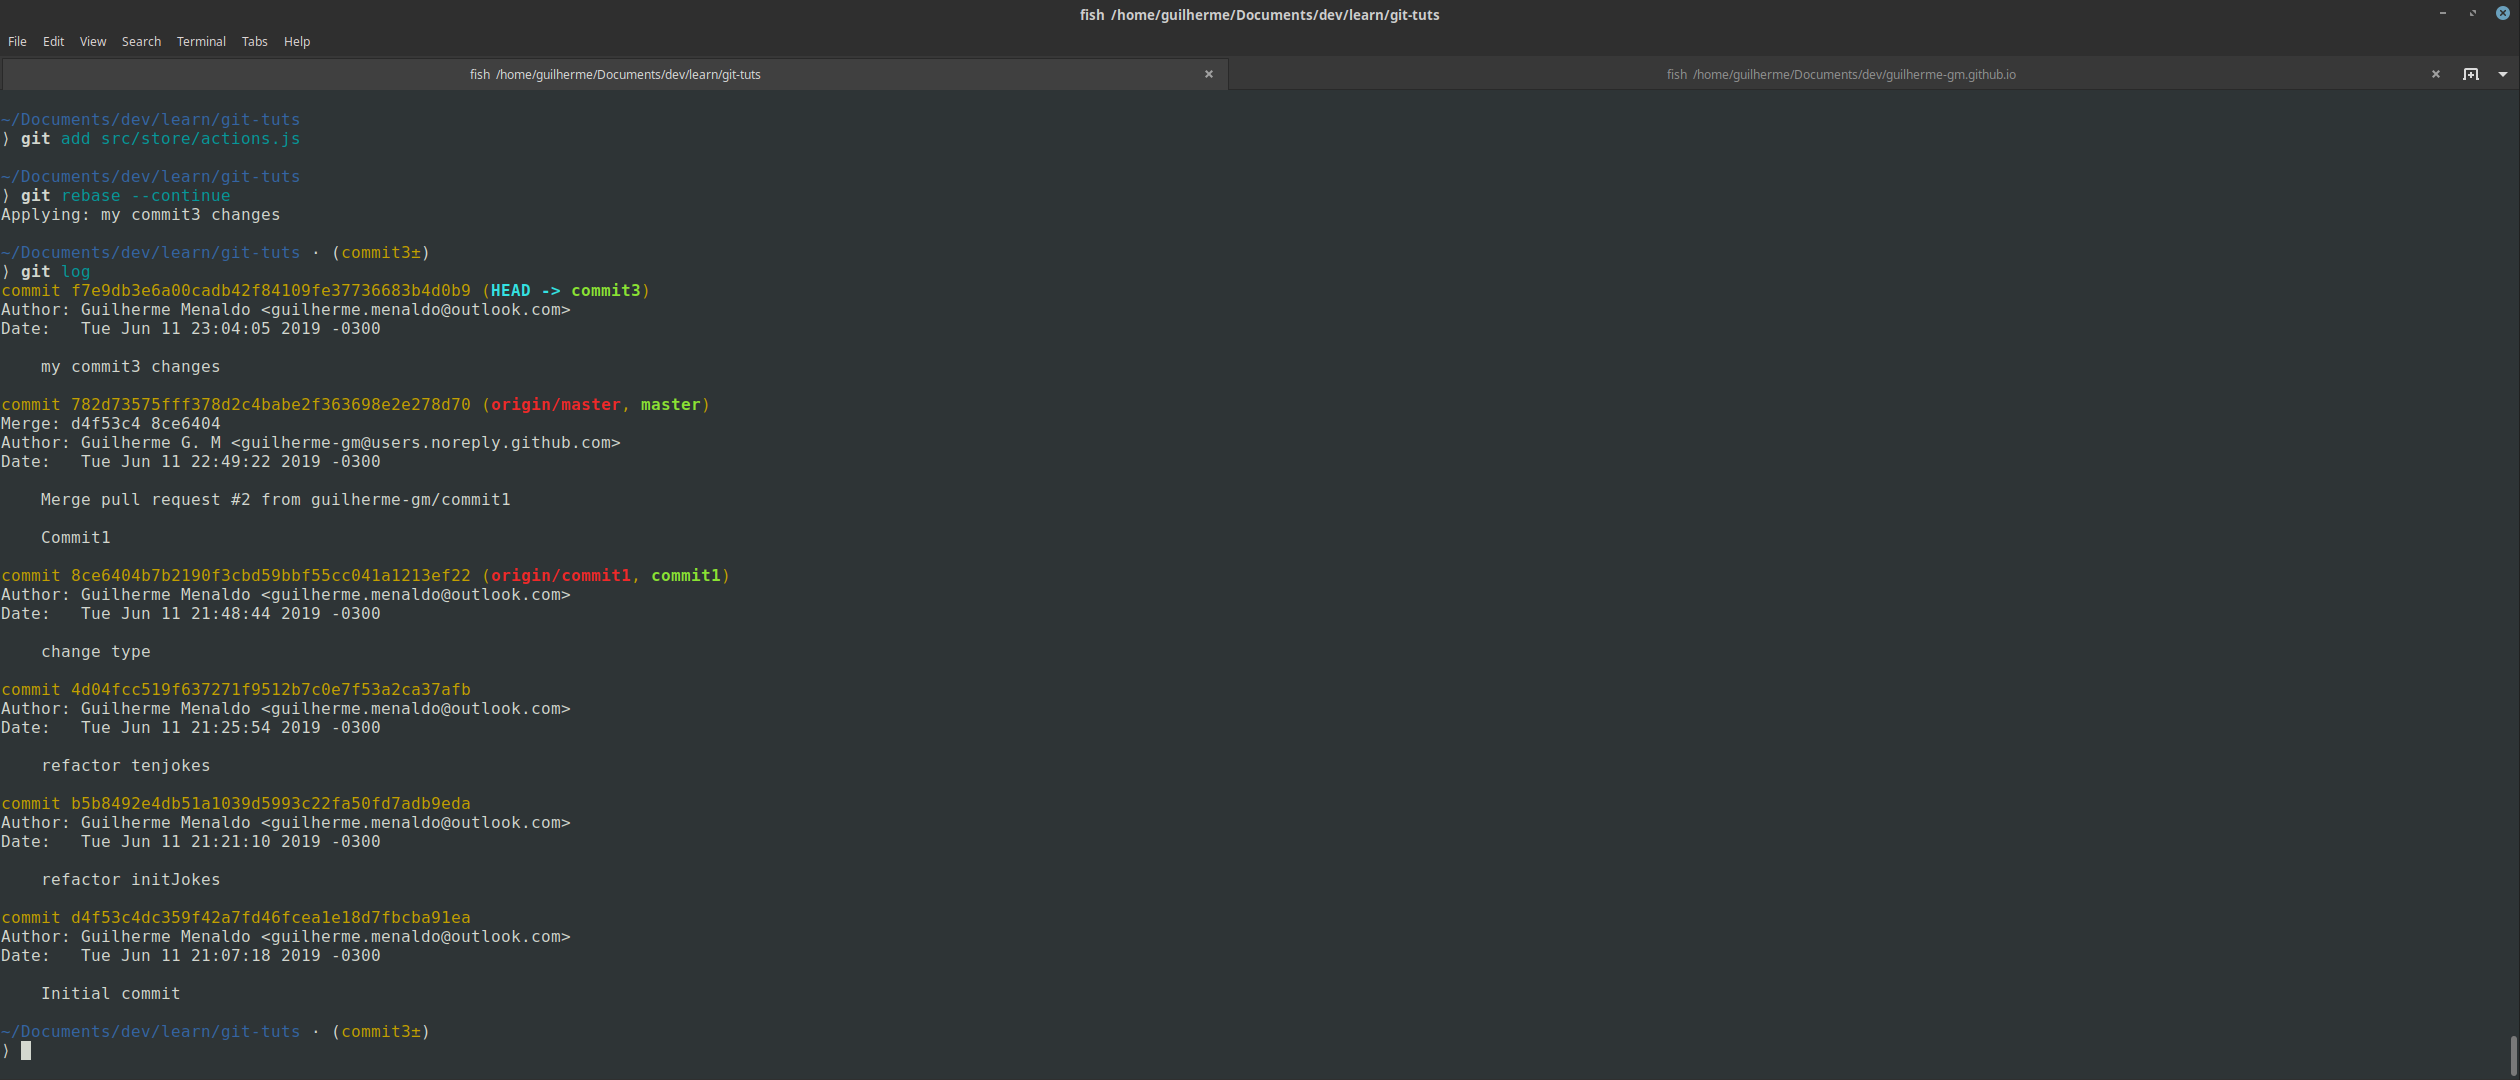 fish /home/guilherme/Documents/dev/learn/git-tuts
File Edit View Search Terminal Tabs Help
fish /home/guilherme/Documents/dev/learn/git-tuts
fish /home/guilherme/Documents/dev/guilherme-gm.github.io
~/Documents/dev/learn/git-tuts
⟩ git add src/store/actions.js
~/Documents/dev/learn/git-tuts
⟩ git rebase --continue
Applying: my commit3 changes
~/Documents/dev/learn/git-tuts · (commit3±)
⟩ git log
commit f7e9db3e6a00cadb42f84109fe37736683b4d0b9 (HEAD -> commit3)
Author: Guilherme Menaldo <guilherme.menaldo@outlook.com>
Date:   Tue Jun 11 23:04:05 2019 -0300
my commit3 changes
commit 782d73575fff378d2c4babe2f363698e2e278d70 (origin/master, master)
Merge: d4f53c4 8ce6404
Author: Guilherme G. M <guilherme-gm@users.noreply.github.com>
Date:   Tue Jun 11 22:49:22 2019 -0300
Merge pull request #2 from guilherme-gm/commit1
Commit1
commit 8ce6404b7b2190f3cbd59bbf55cc041a1213ef22 (origin/commit1, commit1)
Author: Guilherme Menaldo <guilherme.menaldo@outlook.com>
Date:   Tue Jun 11 21:48:44 2019 -0300
change type
commit 4d04fcc519f637271f9512b7c0e7f53a2ca37afb
Author: Guilherme Menaldo <guilherme.menaldo@outlook.com>
Date:   Tue Jun 11 21:25:54 2019 -0300
refactor tenjokes
commit b5b8492e4db51a1039d5993c22fa50fd7adb9eda
Author: Guilherme Menaldo <guilherme.menaldo@outlook.com>
Date:   Tue Jun 11 21:21:10 2019 -0300
refactor initJokes
commit d4f53c4dc359f42a7fd46fcea1e18d7fbcba91ea
Author: Guilherme Menaldo <guilherme.menaldo@outlook.com>
Date:   Tue Jun 11 21:07:18 2019 -0300
Initial commit
~/Documents/dev/learn/git-tuts · (commit3±)
⟩